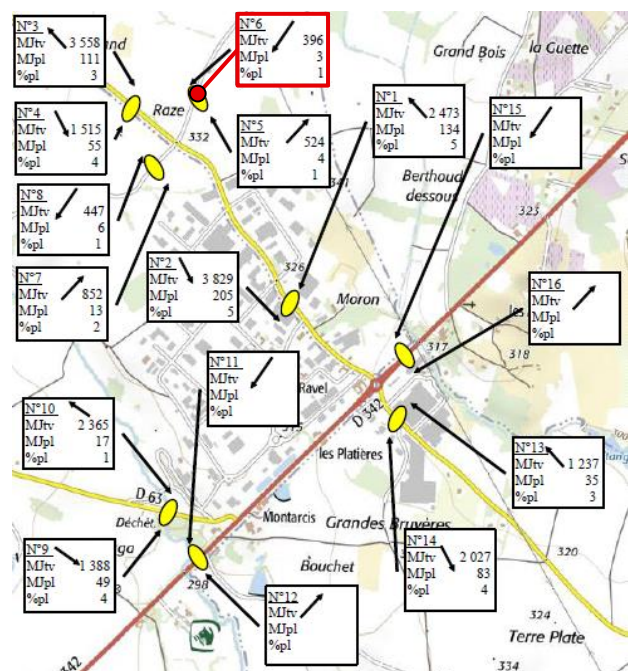 N°3
MJtv 3 558
MJpl 111
%pl 3
N°6
MJtv 396
MJpl 3
%pl 1
Grand Bois
la Guette
N°4
MJtv 1 515
MJpl 55
%pl 4
Raze
332
N°5
MJtv 524
MJpl 4
%pl 1
N°1
MJtv 2 473
MJpl 134
%pl 5
N°15
MJtv
MJpl
%pl
Berthoud
dessous
323
N°8
MJtv 447
MJpl 6
%pl 1
N°7
MJtv 852
MJpl 13
%pl 2
N°2
MJtv 3 829
MJpl 205
%pl 5
326
Moron
N°16
MJtv
MJpl
%pl
317
318
N°11
MJtv
MJpl
%pl
Ravel
D 342
les Platières
N°10
MJtv 2 365
MJpl 17
%pl 1
N°13
MJtv 1 237
MJpl 35
%pl 3
D 63
Déchèt.
Montarcis
Grandes Bruyères
N°9
MJtv 1 388
MJpl 49
%pl 4
298
Bouchet
N°14
MJtv 2 027
MJpl 83
%pl 4
320
N°12
MJtv
MJpl
%pl
324
Terre Plate
334
342